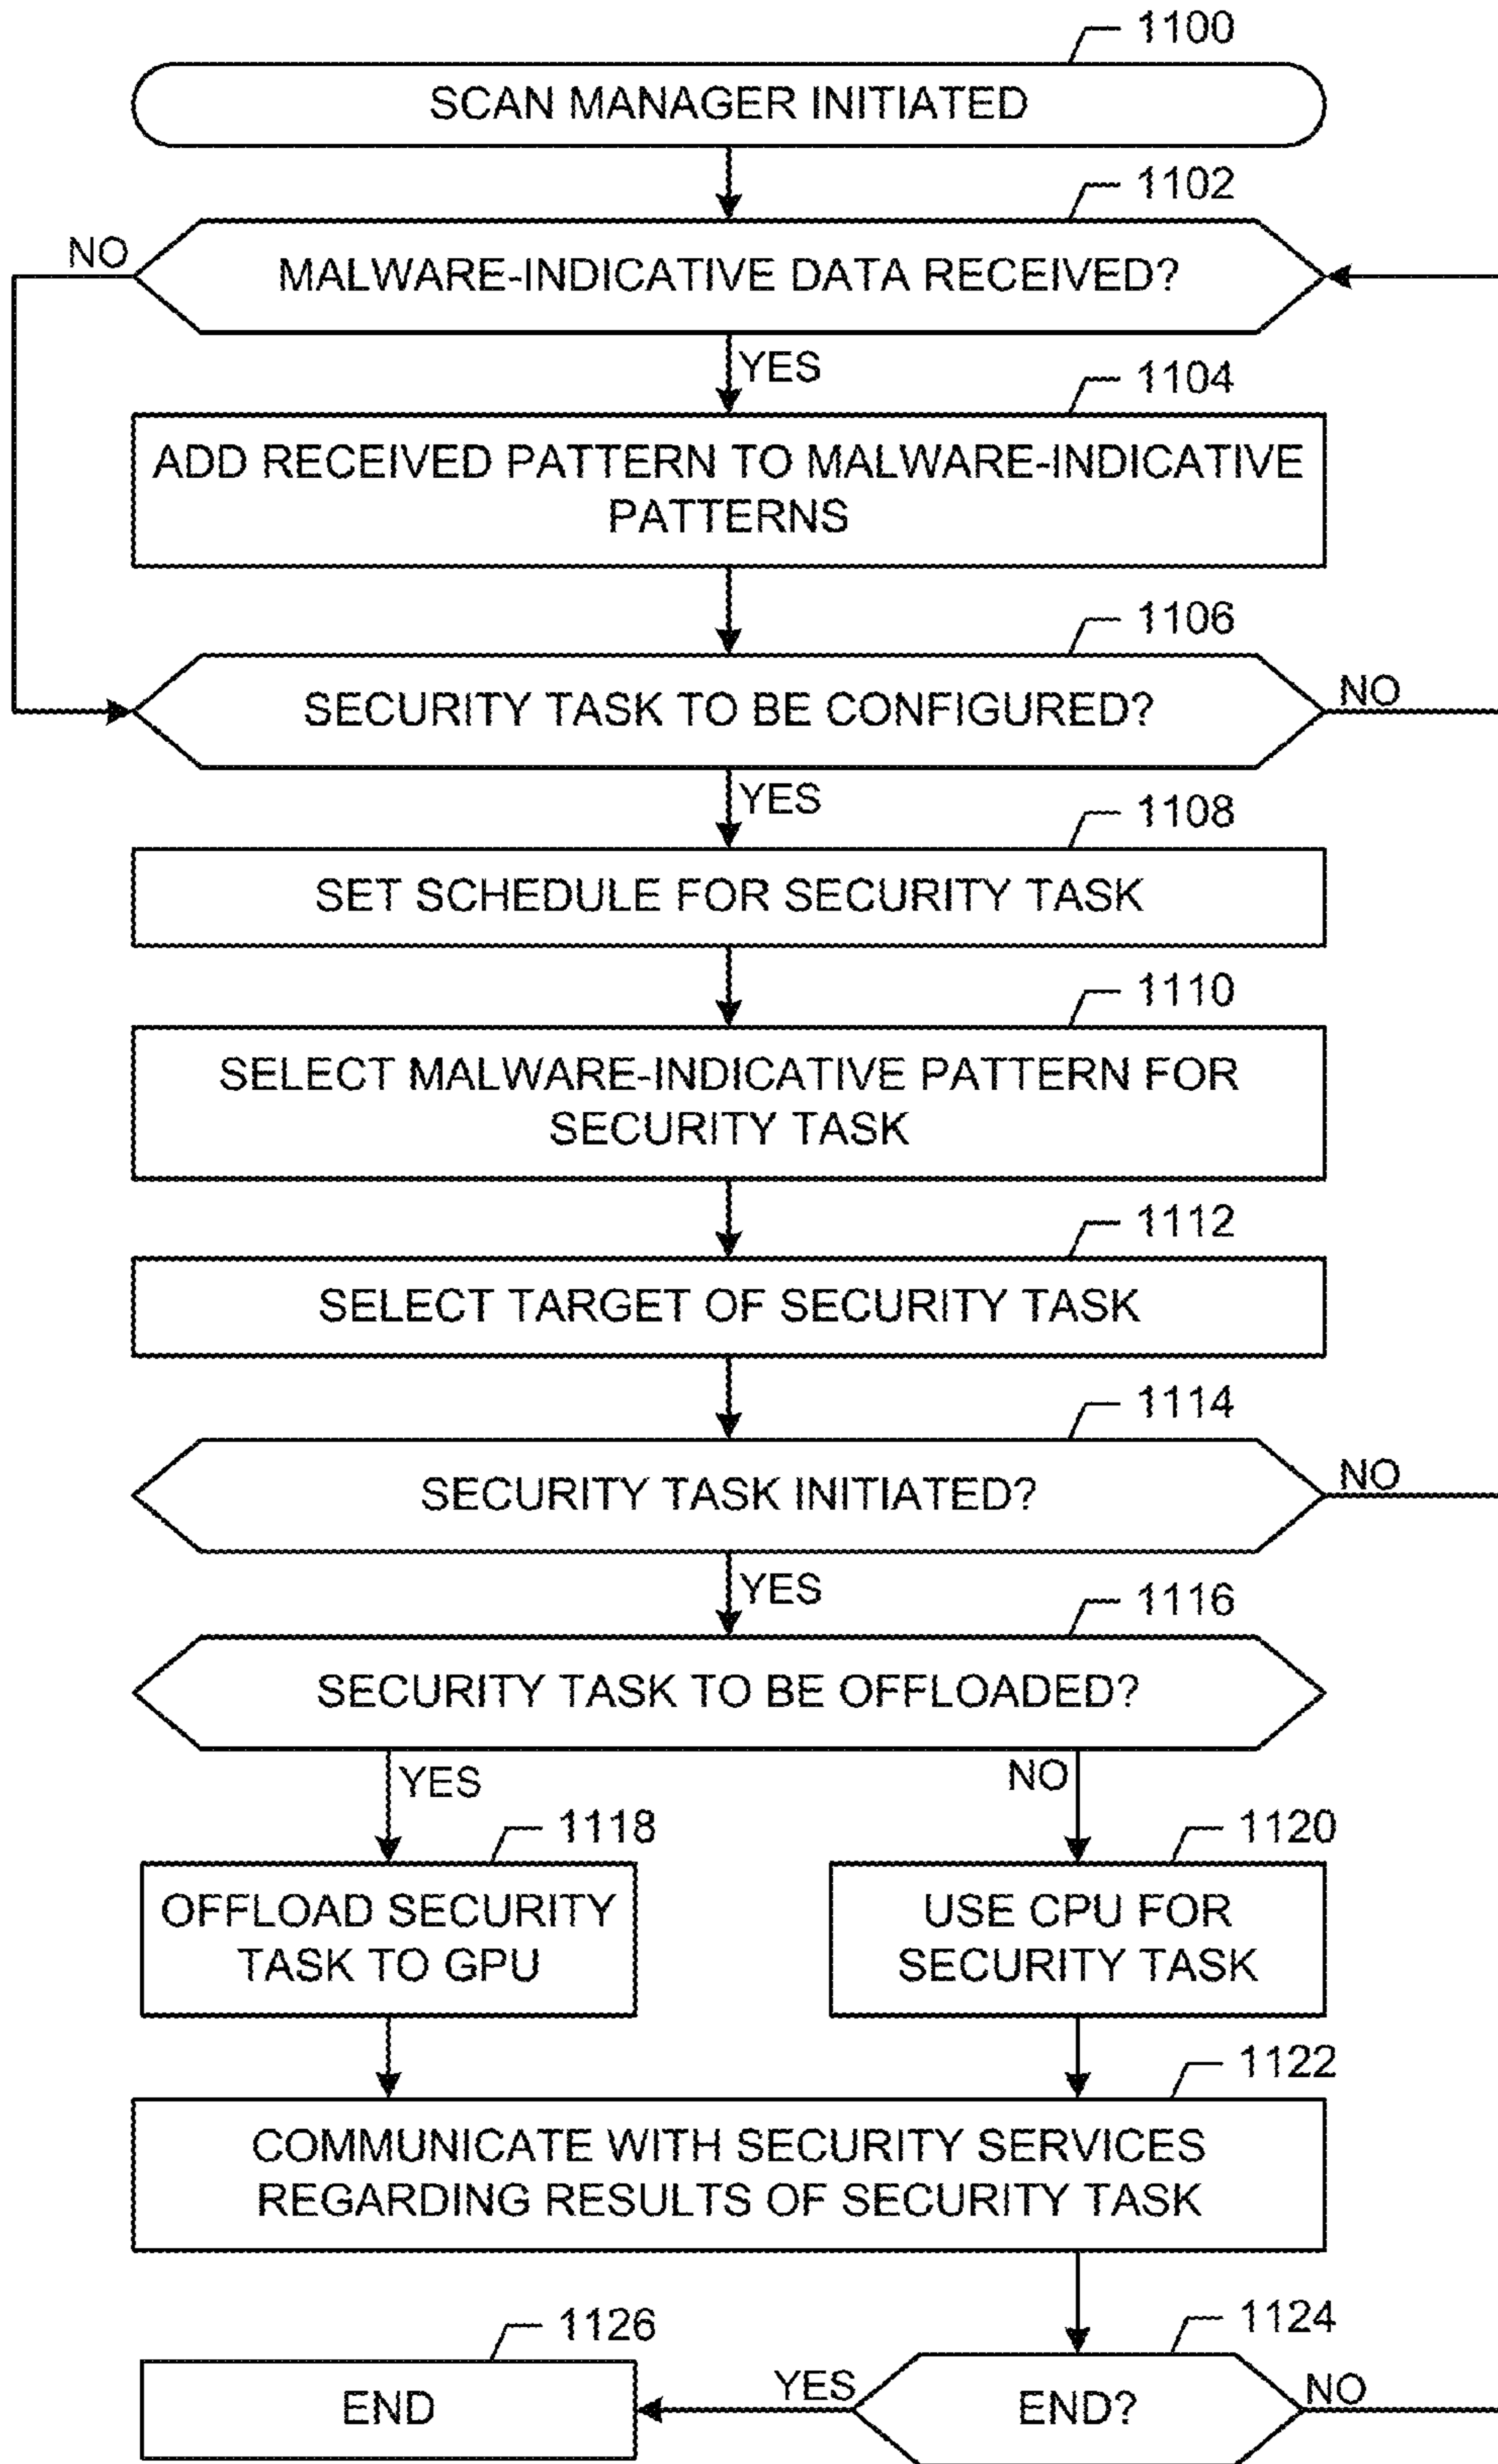 1100
SCAN MANAGER INITIATED
1102
NO
MALWARE-INDICATIVE DATA RECEIVED?
YES
1104
ADD RECEIVED PATTERN TO MALWARE-INDICATIVE
PATTERNS
1106
SECURITY TASK TO BE CONFIGURED?
NO
YES
1108
SET SCHEDULE FOR SECURITY TASK
1110
SELECT MALWARE-INDICATIVE PATTERN FOR
SECURITY TASK
1112
SELECT TARGET OF SECURITY TASK
1114
SECURITY TASK INITIATED?
NO
YES
1116
SECURITY TASK TO BE OFFLOADED?
YES
NO
1118
1120
OFFLOAD SECURITY
TASK TO GPU
USE CPU FOR
SECURITY TASK
1122
COMMUNICATE WITH SECURITY SERVICES
REGARDING RESULTS OF SECURITY TASK
1126
1124
END
YES
END?
NO